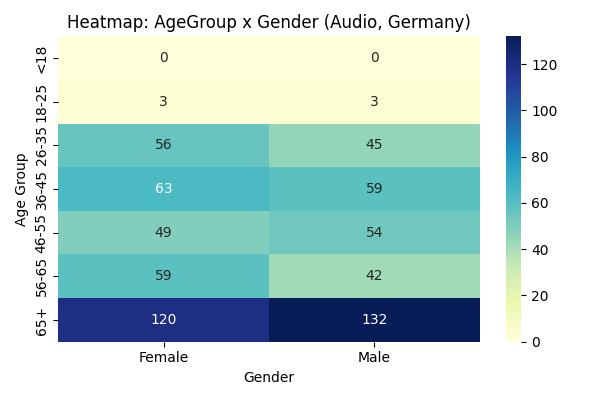 Heatmap: AgeGroup x Gender (Audio, Germany)
Age Group
<18 0 0
18-25 3 3
26-35 56 45
36-45 63 59
46-55 49 54
56-65 59 42
65+ 120 132
Female Male
Gender
120
100
80
60
40
20
0